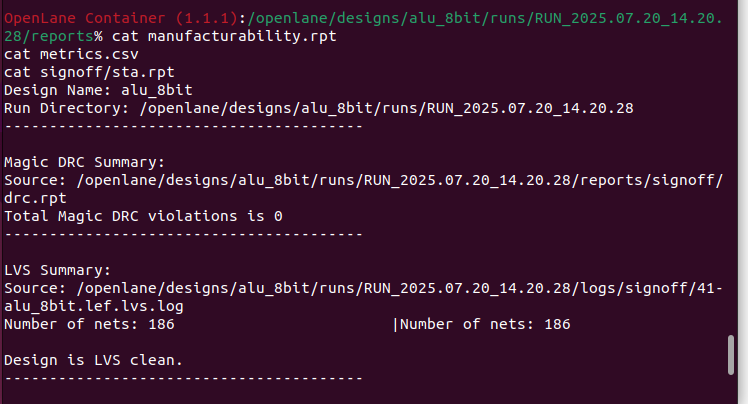 OpenLane Container (1.1.1):/openlane/designs/alu_8bit/runs/RUN_2025.07.20_14.20.
28/reports% cat manufacturability.rpt
cat metrics.csv
cat signoff/sta.rpt
Design Name: alu_8bit
Run Directory: /openlane/designs/alu_8bit/runs/RUN_2025.07.20_14.20.28
----------------------------------------
Magic DRC Summary:
Source: /openlane/designs/alu_8bit/runs/RUN_2025.07.20_14.20.28/reports/signoff/
drc.rpt
Total Magic DRC violations is 0
----------------------------------------
LVS Summary:
Source: /openlane/designs/alu_8bit/runs/RUN_2025.07.20_14.20.28/logs/signoff/41-
alu_8bit.lef.lvs.log
Number of nets: 186                        |Number of nets: 186
Design is LVS clean.
----------------------------------------